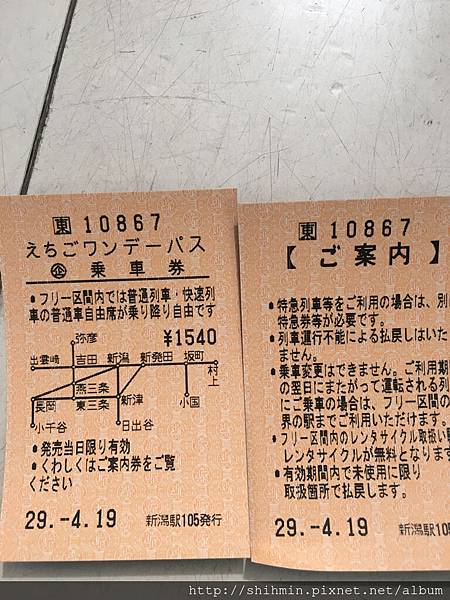 東 10867
えちごワンデーパス
企 乗車券
●フリー区間内では普通列車・快速列
車の普通車自由席が乗り降り自由です
弥彦
¥1540
出雲崎
吉田
新潟
新発田
坂町
村上
燕三条
長岡
東三条
新津
小国
小千谷
日出谷
●発売当日限り有効
●くわしくはご案内券をご覧
ください
29.-4.19
新潟駅105発行
東 10867
【ご案内】
●特急列車等をご利用の場合は、別
特急券等が必要です。
●列車運行不能による払戻しはいた
ません。
●乗車変更はできません。ご利用期
の翌日にまたがって運転される列
にご乗車の場合は、フリー区間の
界の駅までご利用いただけます。
●フリー区間内のレンタサイクル取扱い
レンタサイクルが無料となりま
●有効期間内で未使用に限り
取扱箇所で払戻します。
29.-4.19
新潟駅105
http://shihmin.pixnet.net/album